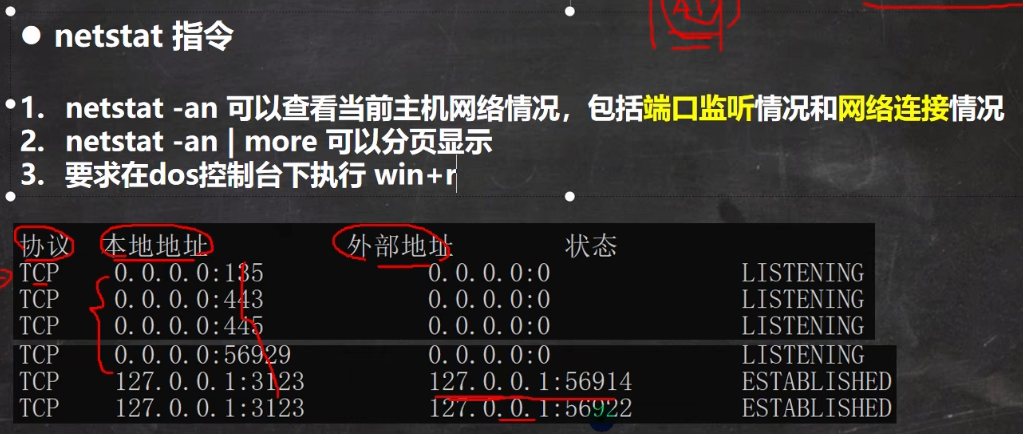 ● netstat 指令
1. netstat -an 可以查看当前主机网络情况，包括端口监听情况和网络连接情况
2. netstat -an | more 可以分页显示
3. 要求在dos控制台下执行 win+r
协议 本地地址 外部地址 状态
TCP 0.0.0.0:135 0.0.0.0:0 LISTENING
TCP 0.0.0.0:443 0.0.0.0:0 LISTENING
TCP 0.0.0.0:445 0.0.0.0:0 LISTENING
TCP 0.0.0.0:56929 0.0.0.0:0 LISTENING
TCP 127.0.0.1:3123 127.0.0.1:56914 ESTABLISHED
TCP 127.0.0.1:3123 127.0.0.1:56922 ESTABLISHED